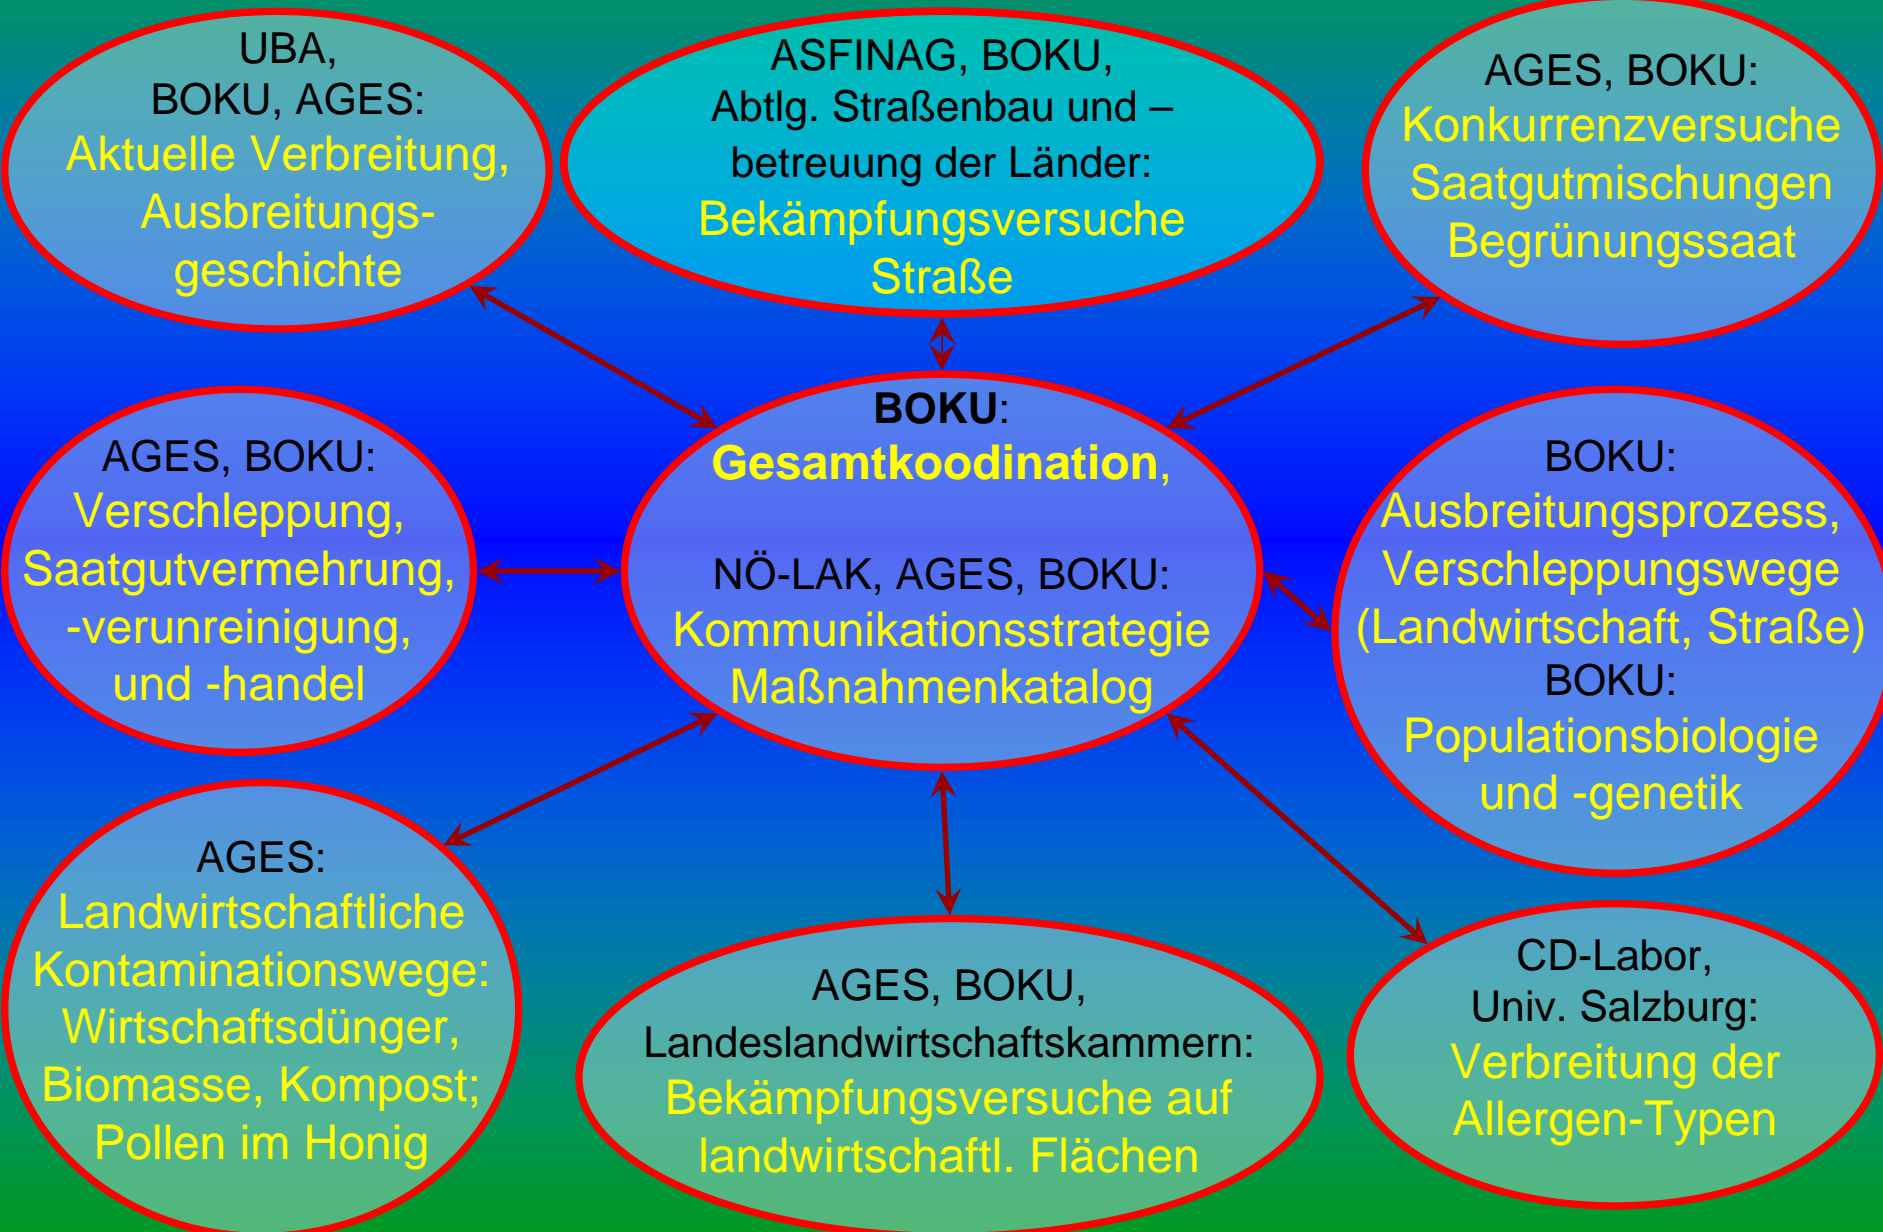 UBA,
BOKU, AGES:
Aktuelle Verbreitung,
Ausbreitungs-
geschichte
ASFINAG, BOKU,
Abtlg. Straßenbau und –
betreuung der Länder:
Bekämpfungsversuche
Straße
AGES, BOKU:
Konkurrenzversuche
Saatgutmischungen
Begrünungssaat
AGES, BOKU:
Verschleppung,
Saatgutvermehrung,
-verunreinigung,
und -handel
BOKU:
Gesamtkoodination,
NÖ-LAK, AGES, BOKU:
Kommunikationsstrategie
Maßnahmenkatalog
BOKU:
Ausbreitungsprozess,
Verschleppungswege
(Landwirtschaft, Straße)
BOKU:
Populationsbiologie
und -genetik
AGES:
Landwirtschaftliche
Kontaminationswege:
Wirtschaftsdünger,
Biomasse, Kompost;
Pollen im Honig
AGES, BOKU,
Landeslandwirtschaftskammern:
Bekämpfungsversuche auf
landwirtschaftl. Flächen
CD-Labor,
Univ. Salzburg:
Verbreitung der
Allergen-Typen